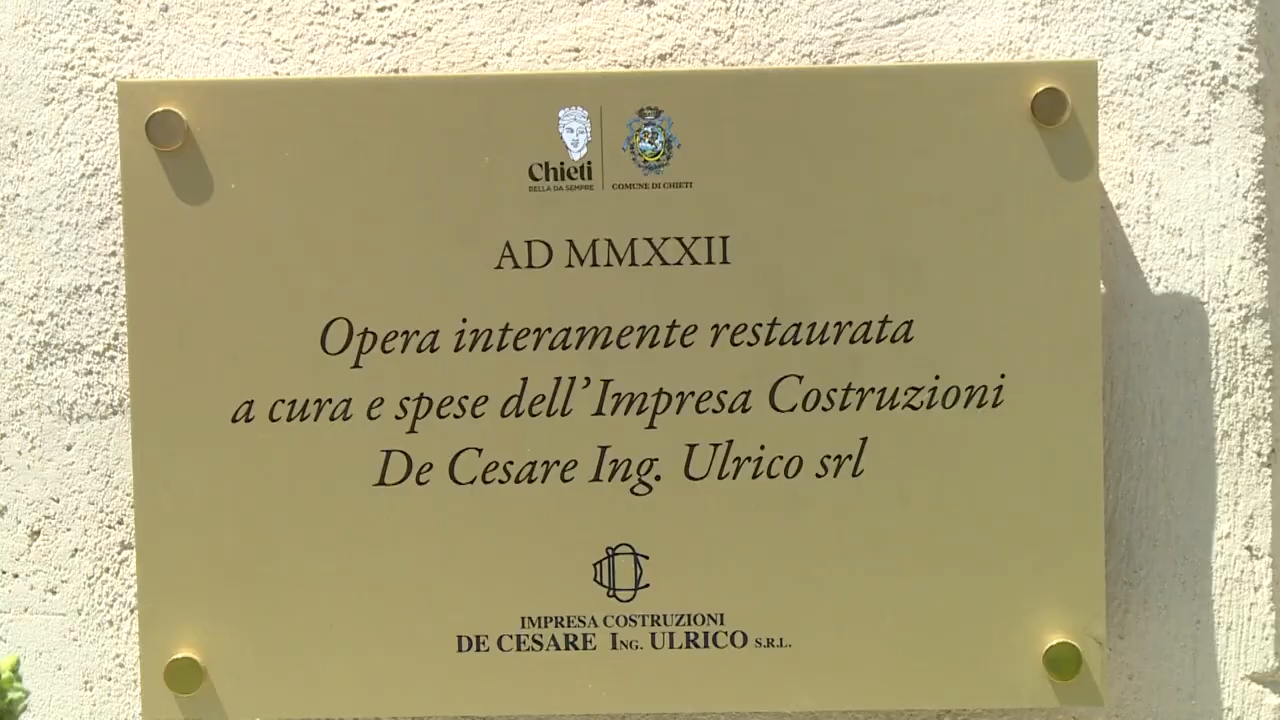 Chieti
BELLA DA SEMPRE
COMUNE DI CHIETI
AD MMXXII
Opera interamente restaurata
a cura e spese dell'Impresa Costruzioni
De Cesare Ing. Ulrico srl
IMPRESA COSTRUZIONI
DE CESARE ING. ULRICO S.R.L.